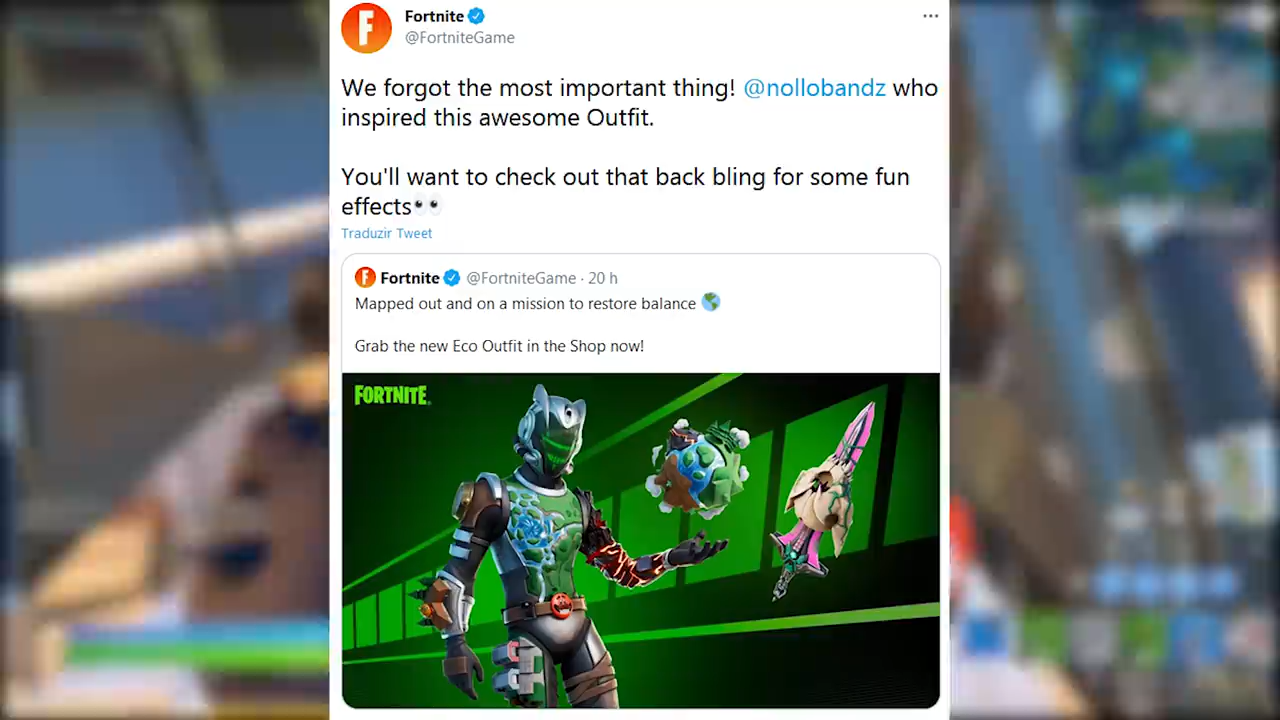 Fortnite
@FortniteGame
We forgot the most important thing! @nollobandz who
inspired this awesome Outfit.
You'll want to check out that back bling for some fun
effects👀
Traduzir Tweet
Fortnite @FortniteGame · 20 h
Mapped out and on a mission to restore balance 🌎
Grab the new Eco Outfit in the Shop now!
FORTNITE